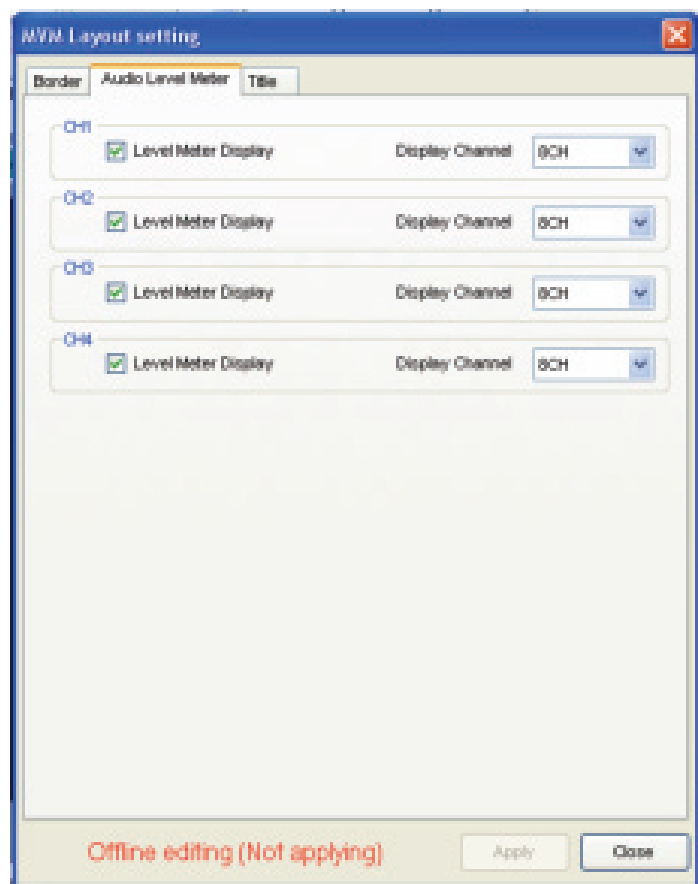 MVM Layout setting
Border Audio Level Meter Title
CH1
Level Meter Display Display Channel 8CH
CH2
Level Meter Display Display Channel 8CH
CH3
Level Meter Display Display Channel 8CH
CH4
Level Meter Display Display Channel 8CH
Offline editing (Not applying) Apply Close